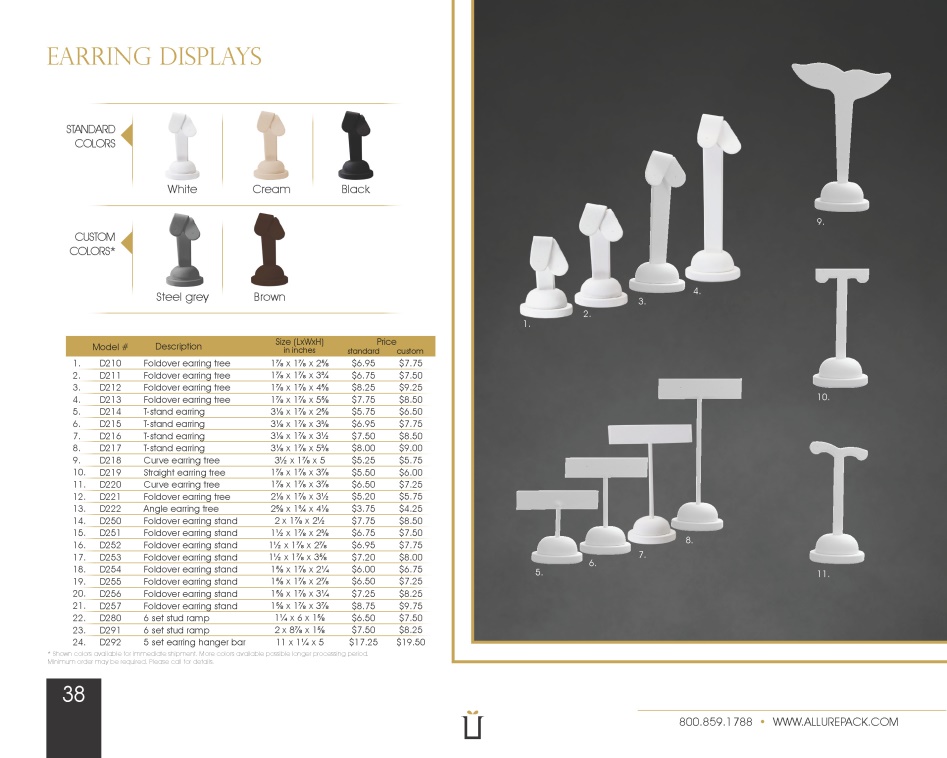 EARRING DISPLAYS
STANDARD
COLORS
White Cream Black
CUSTOM
COLORS*
Steel grey Brown
Model # Description Size (LxWxH) in inches Price standard custom
1. D210 Foldover earring tree 1⅞ x 1⅞ x 2⅝ $6.95 $7.75
2. D211 Foldover earring tree 1⅞ x 1⅞ x 3¾ $6.75 $7.50
3. D212 Foldover earring tree 1⅞ x 1⅞ x 4⅝ $8.25 $9.25
4. D213 Foldover earring tree 1⅞ x 1⅞ x 5⅝ $7.75 $8.50
5. D214 T-stand earring 3⅛ x 1⅞ x 2⅝ $5.75 $6.50
6. D215 T-stand earring 3⅛ x 1⅞ x 3⅝ $6.95 $7.75
7. D216 T-stand earring 3⅛ x 1⅞ x 3½ $7.50 $8.50
8. D217 T-stand earring 3⅛ x 1⅞ x 5⅝ $8.00 $9.00
9. D218 Curve earring tree 3½ x 1⅞ x 5 $5.25 $5.75
10. D219 Straight earring tree 1⅞ x 1⅞ x 3⅞ $5.50 $6.00
11. D220 Curve earring tree 1⅞ x 1⅞ x 3⅞ $6.50 $7.25
12. D221 Foldover earring tree 2⅛ x 1⅞ x 3½ $5.20 $5.75
13. D222 Angle earring tree 2⅝ x 1¾ x 4⅛ $3.75 $4.25
14. D250 Foldover earring stand 2 x 1⅞ x 2½ $7.75 $8.50
15. D251 Foldover earring stand 1½ x 1⅞ x 2⅝ $6.75 $7.50
16. D252 Foldover earring stand 1½ x 1⅞ x 2⅞ $6.95 $7.75
17. D253 Foldover earring stand 1½ x 1⅞ x 3⅝ $7.20 $8.00
18. D254 Foldover earring stand 1⅝ x 1⅞ x 2¼ $6.00 $6.75
19. D255 Foldover earring stand 1⅝ x 1⅞ x 2⅞ $6.50 $7.25
20. D256 Foldover earring stand 1⅝ x 1⅞ x 3¼ $7.25 $8.25
21. D257 Foldover earring stand 1⅝ x 1⅞ x 3⅞ $8.75 $9.75
22. D280 6 set stud ramp 1¼ x 6 x 1⅝ $6.50 $7.50
23. D291 6 set stud ramp 2 x 8⅞ x 1⅝ $7.50 $8.25
24. D292 5 set earring hanger bar 11 x 1¼ x 5 $17.25 $19.50
* Shown colors available for immediate shipment. More colors available possible longer processing period.
Minimum order may be required. Please call for details.
38
1.
2.
3.
4.
5.
6.
7.
8.
9.
10.
11.
800.859.1788 • WWW.ALLUREPACK.COM